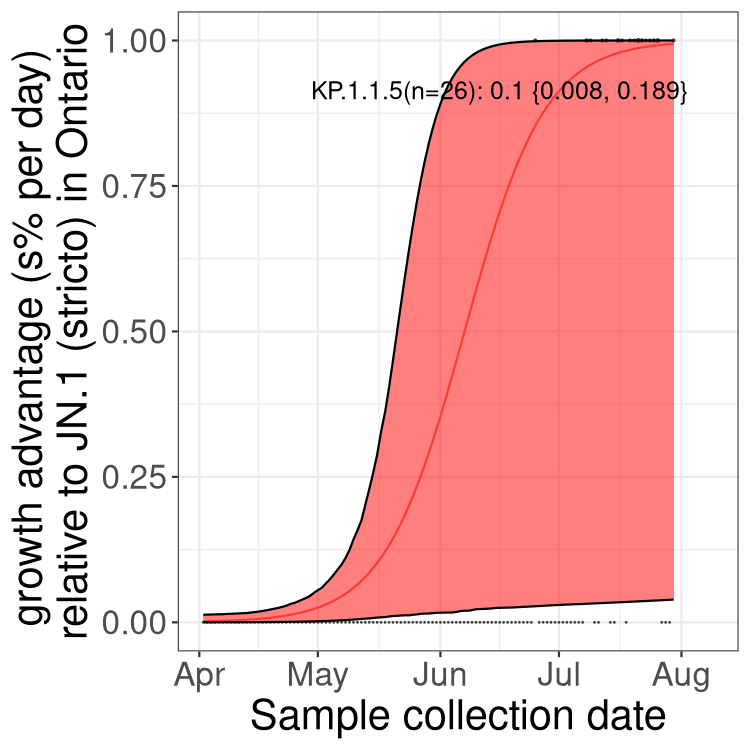 growth advantage (s% per day)
relative to JN.1 (stricto) in Ontario
1.00
0.75
0.50
0.25
0.00
KP.1.1.5(n=26): 0.1 {0.008, 0.189}
Apr May Jun Jul Aug
Sample collection date